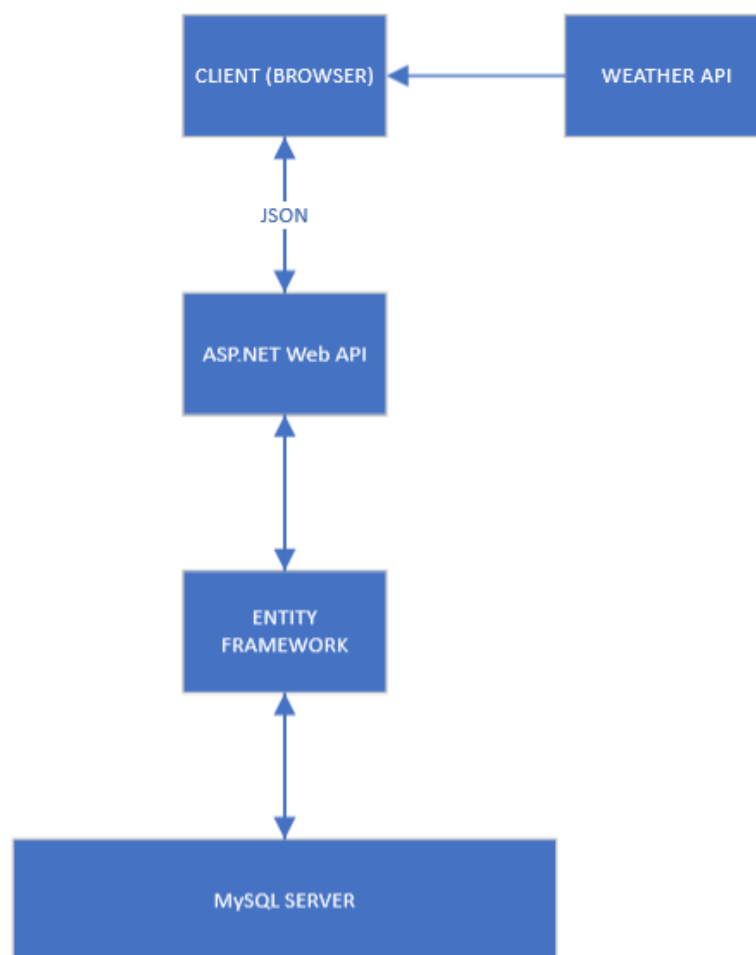 CLIENT (BROWSER)
WEATHER API
JSON
ASP.NET Web API
ENTITY
FRAMEWORK
MySQL SERVER